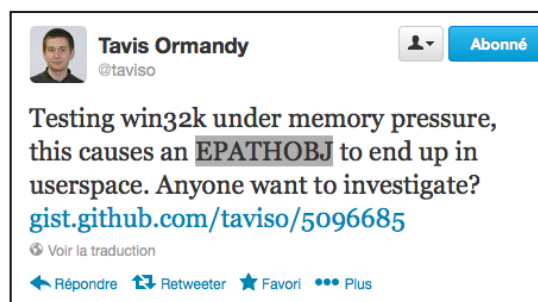 Tavis Ormandy
@taviso
Abonné
Testing win32k under memory pressure,
this causes an EPATHOBJ to end up in
userspace. Anyone want to investigate?
gist.github.com/taviso/5096685
Voir la traduction
Répondre Retweeter Favori Plus